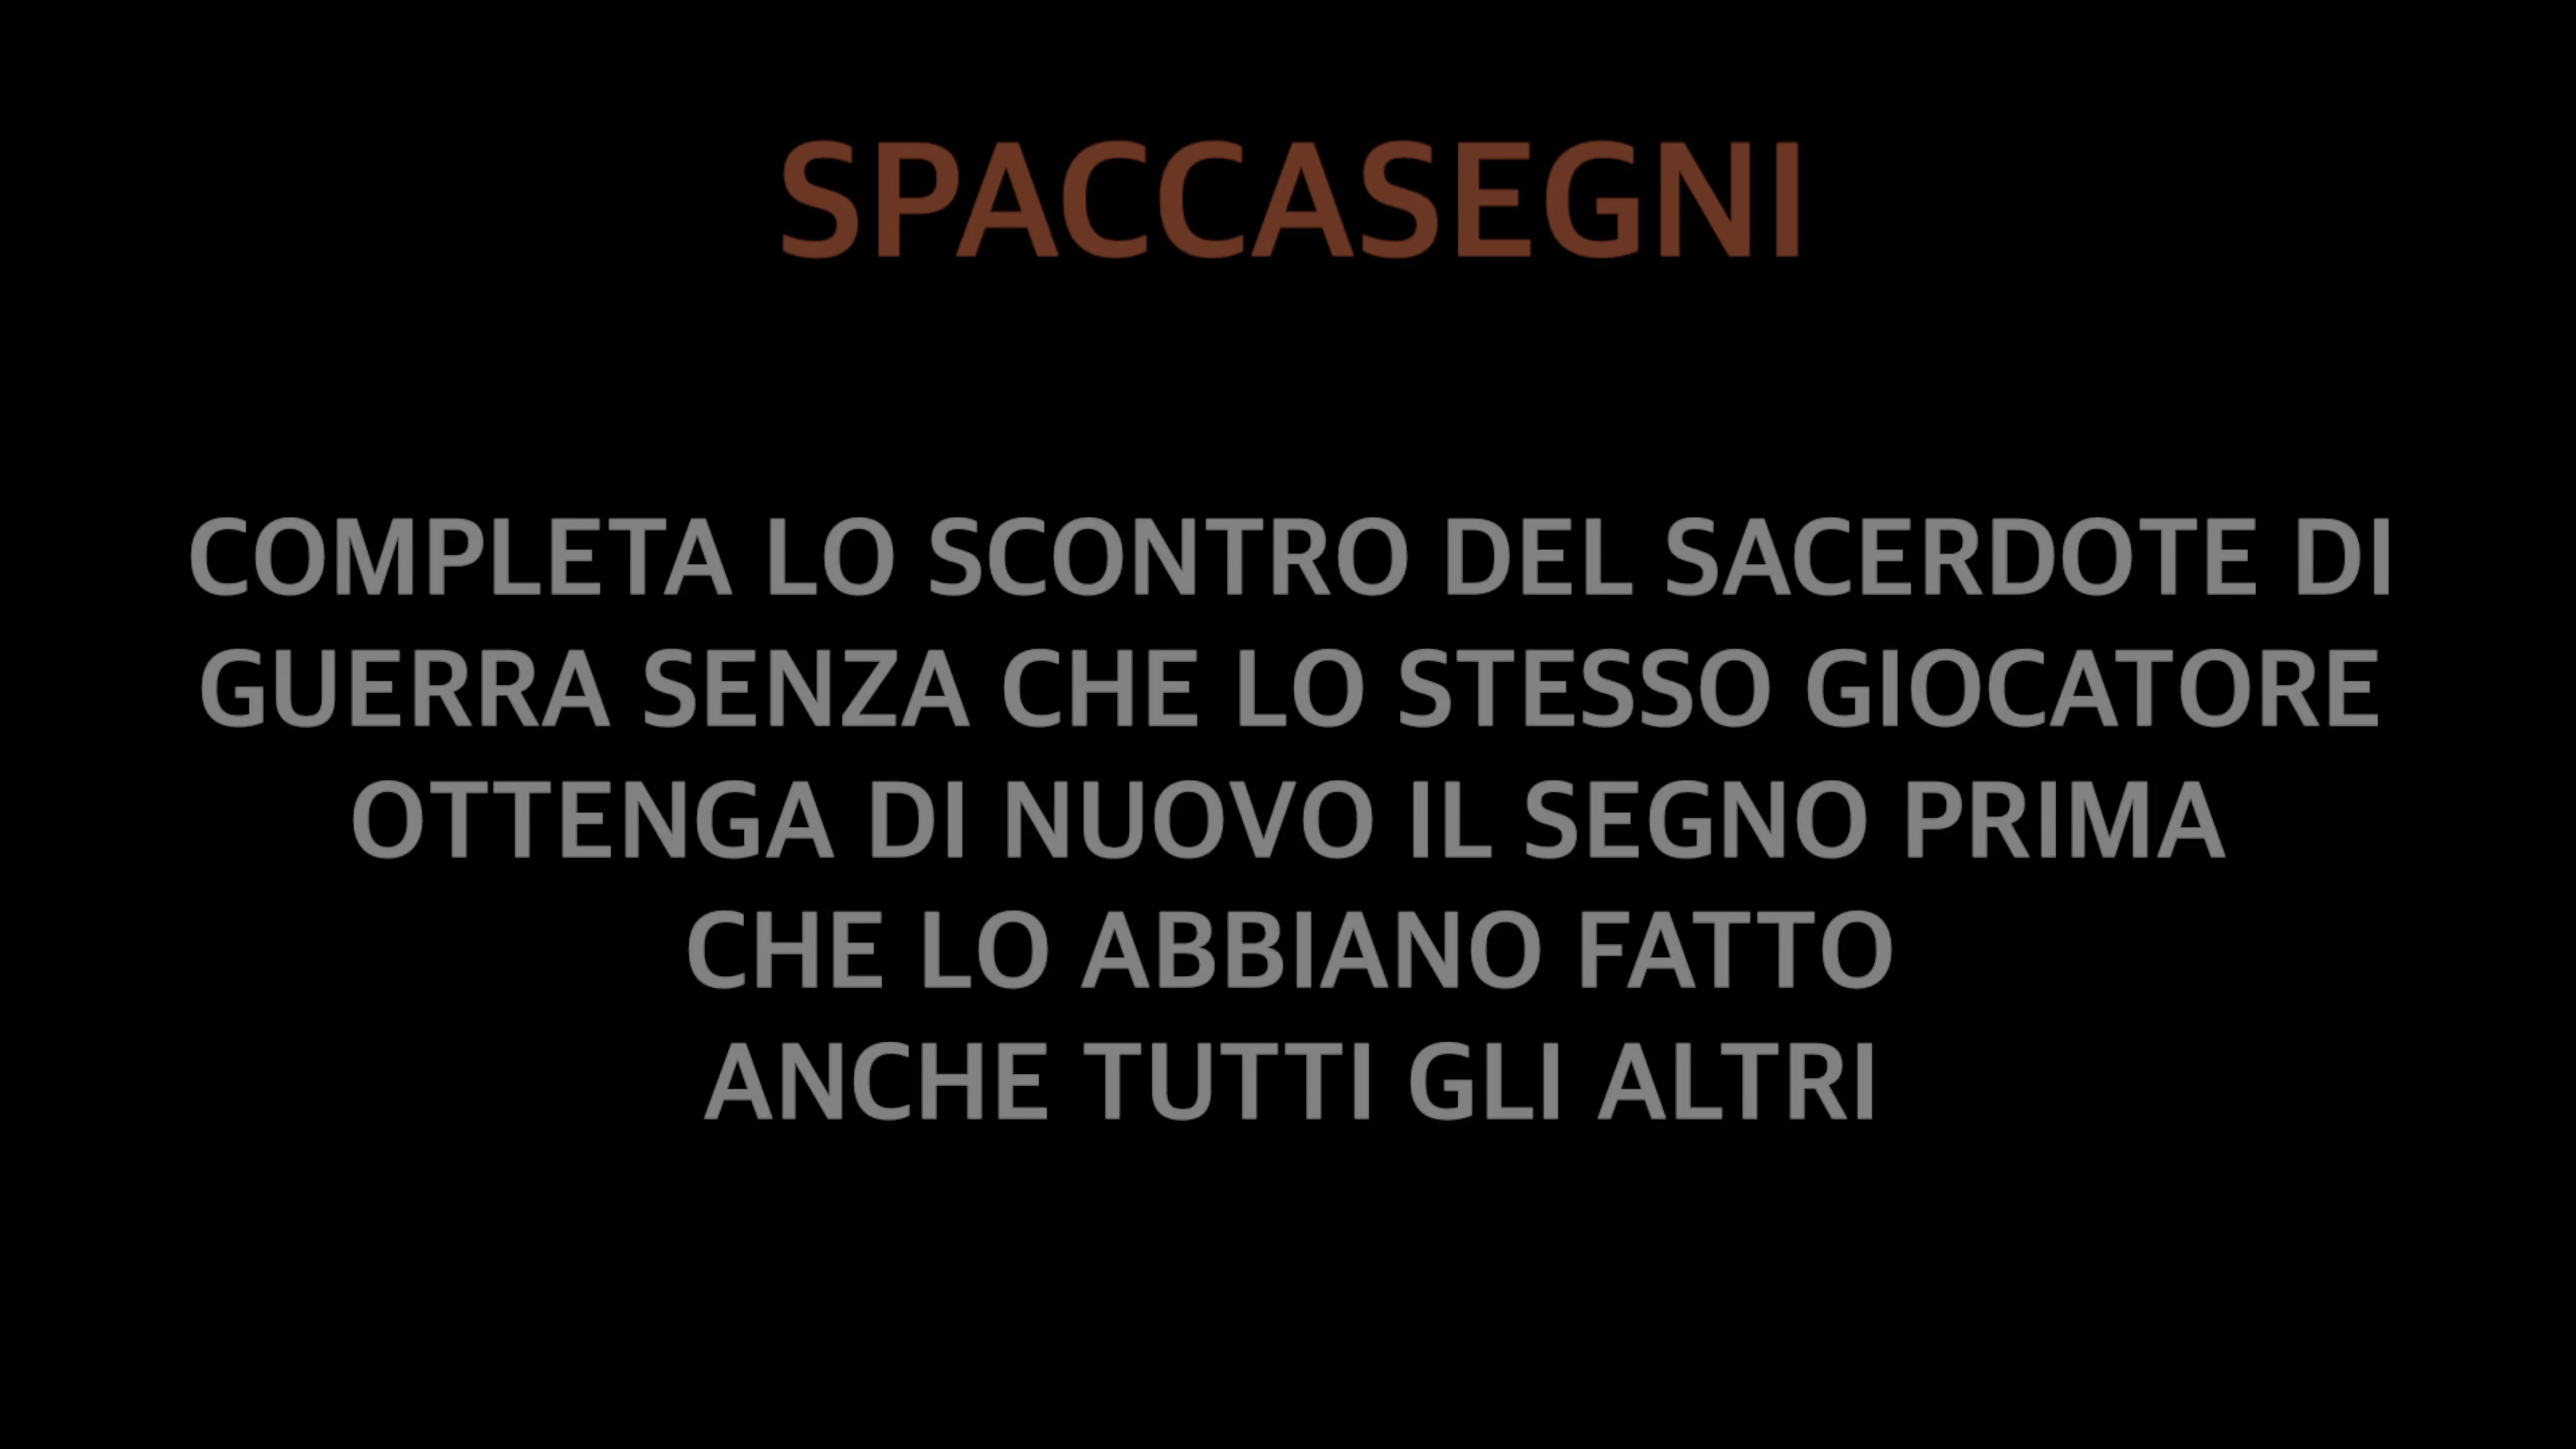 SPACCASEGNI
COMPLETA LO SCONTRO DEL SACERDOTE DI
GUERRA SENZA CHE LO STESSO GIOCATORE
OTTENGA DI NUOVO IL SEGNO PRIMA
CHE LO ABBIANO FATTO
ANCHE TUTTI GLI ALTRI